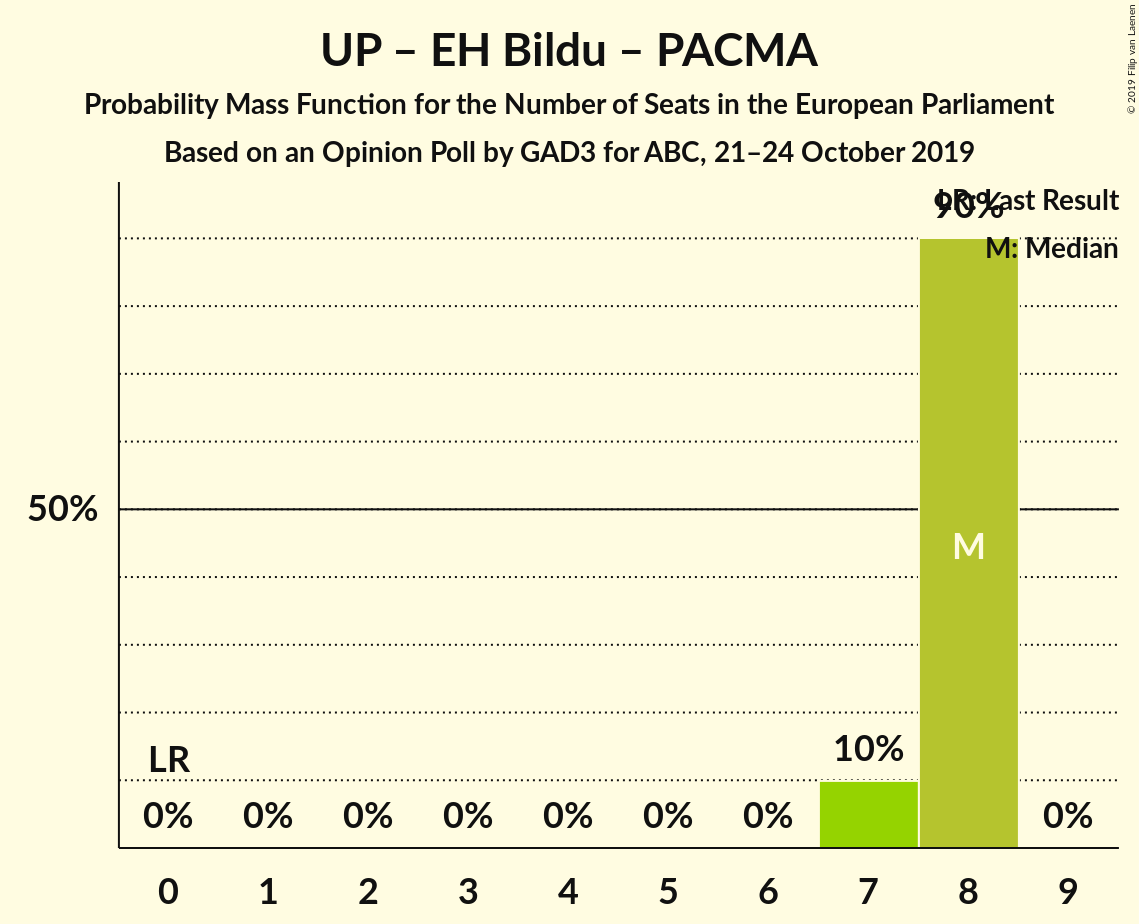 UP – EH Bildu – PACMA
Probability Mass Function for the Number of Seats in the European Parliament
Based on an Opinion Poll by GAD3 for ABC, 21–24 October 2019
© 2019 Filip van Laenen
LR: Last Result
M: Median
90%
50%
M
LR
10%
0% 0% 0% 0% 0% 0% 0% 0%
0 1 2 3 4 5 6 7 8 9